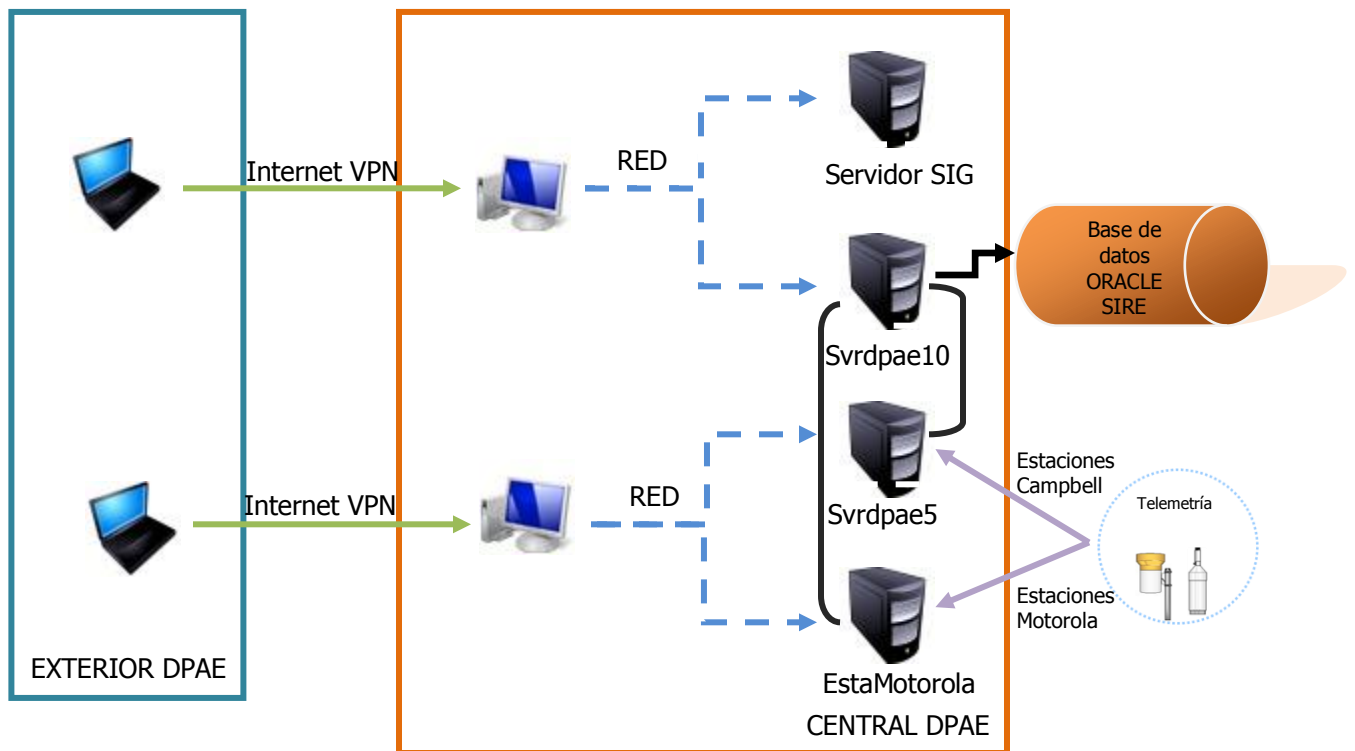 Internet VPN
RED
Servidor SIG
Base de
datos
ORACLE
SIRE
Svrdpae10
Internet VPN
RED
Svrdpae5
Estaciones
Campbell
Telemetría
Estaciones
Motorola
EstaMotorola
EXTERIOR DPAE
CENTRAL DPAE